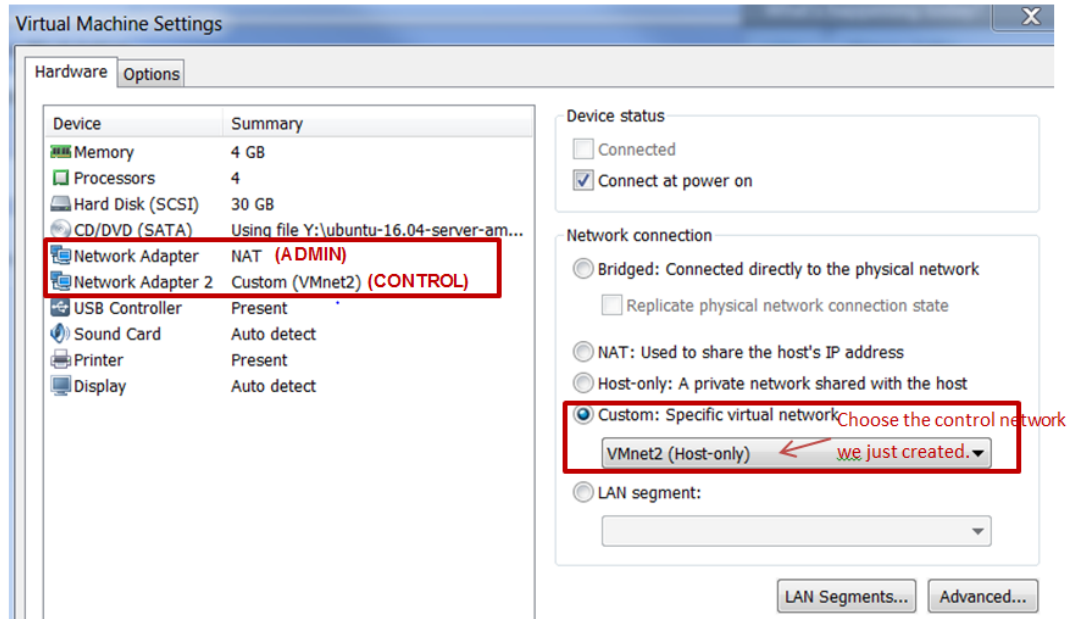 Virtual Machine Settings
X
Hardware Options
Device Summary
Memory 4 GB
Processors 4
Hard Disk (SCSI) 30 GB
CD/DVD (SATA) Using file Y:\ubuntu-16.04-server-am...
Network Adapter NAT (ADMIN)
Network Adapter 2 Custom (VMnet2) (CONTROL)
USB Controller Present
Sound Card Auto detect
Printer Present
Display Auto detect
Device status
Connected
Connect at power on
Network connection
Bridged: Connected directly to the physical network
Replicate physical network connection state
NAT: Used to share the host's IP address
Host-only: A private network shared with the host
Custom: Specific virtual network
Choose the control network
VMnet2 (Host-only)
we just created.
LAN segment:
LAN Segments... Advanced...